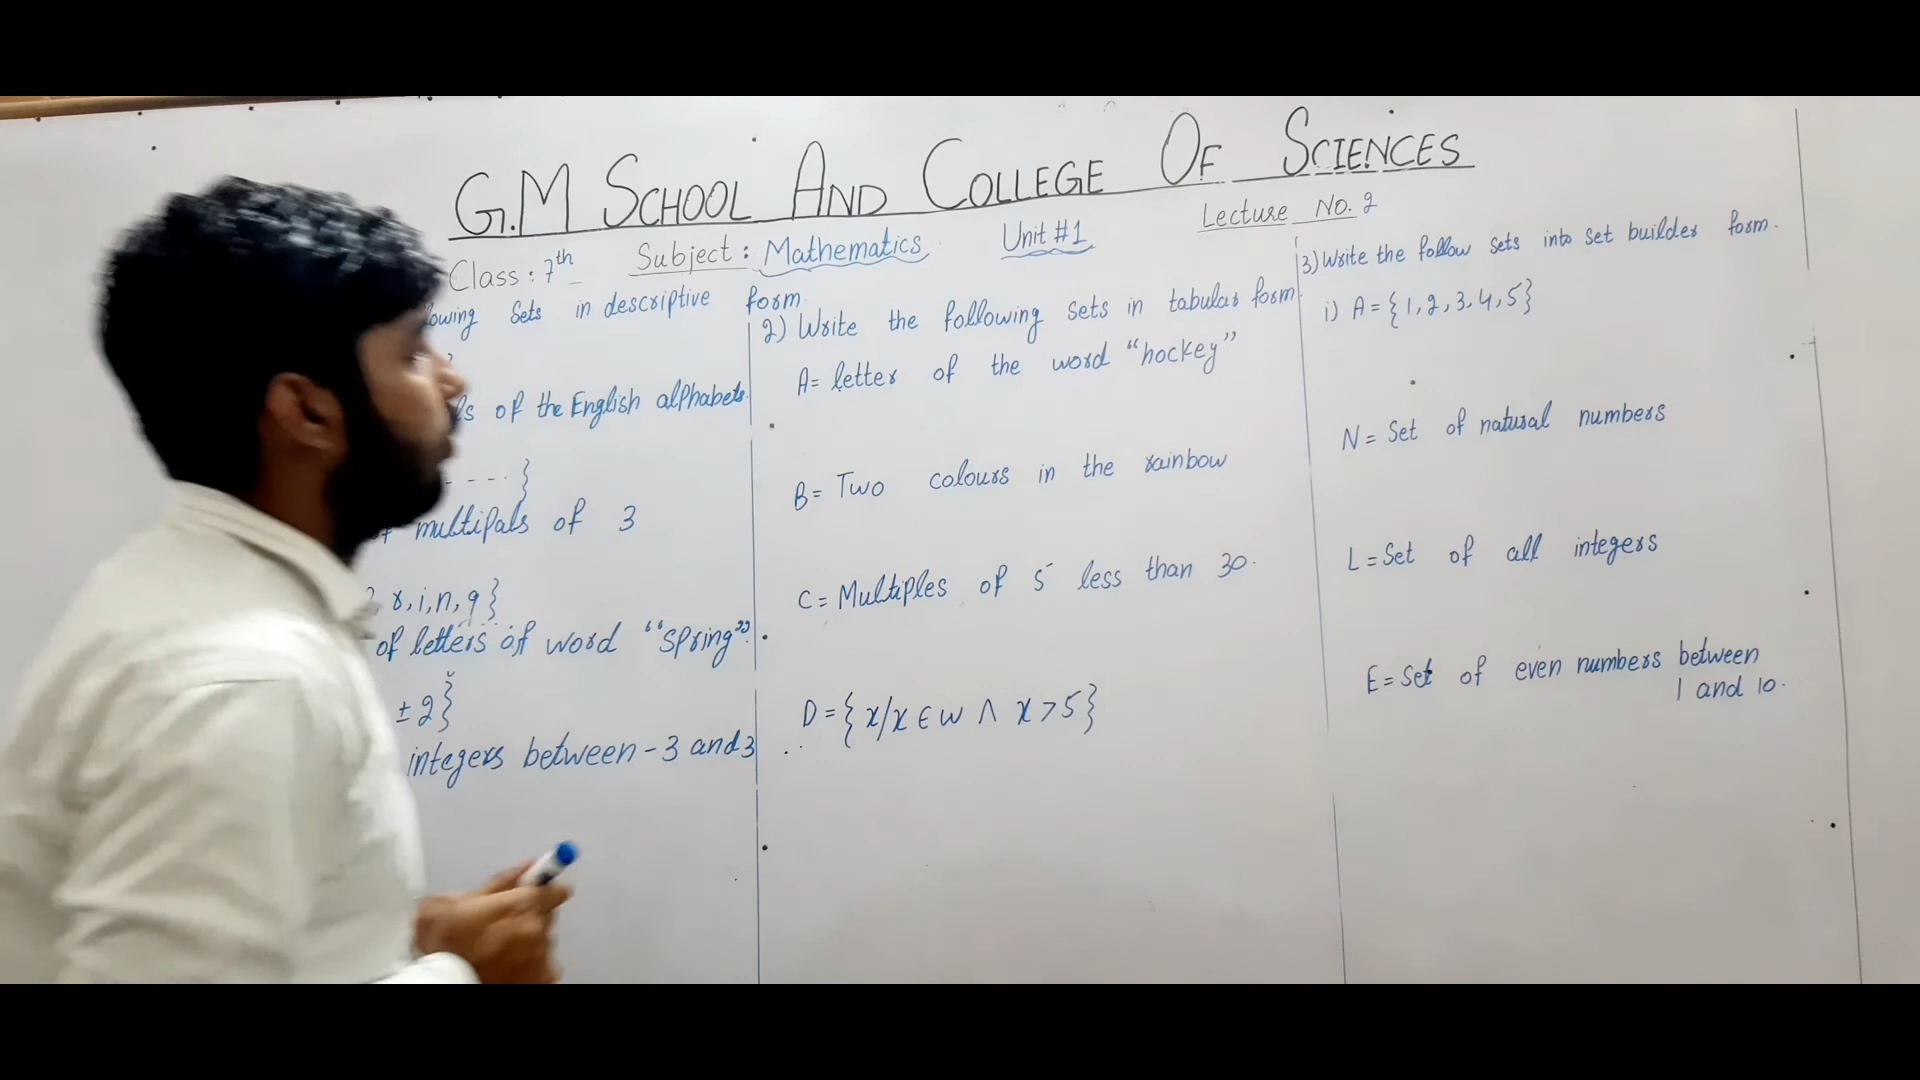 G.M SCHOOL AND COLLEGE OF SCIENCES
Class: 7th Subject: Mathematics Unit #1 Lecture No. 2
Sets in descriptive form.
of the English alphabets.
- - - - }
multipals of 3
r, i, n, g }
of letters of word "spring".
± 2 }
integers between -3 and 3
2) Write the following sets in tabular form.
A = letter of the word "hockey"
B = Two colours in the rainbow
C = Multiples of 5 less than 30.
D = { x/x ∈ W ∧ x > 5 }
3) Write the follow sets into set builder form.
i) A = { 1, 2, 3, 4, 5 }
N = Set of natural numbers
L = Set of all integers
E = Set of even numbers between
1 and 10.